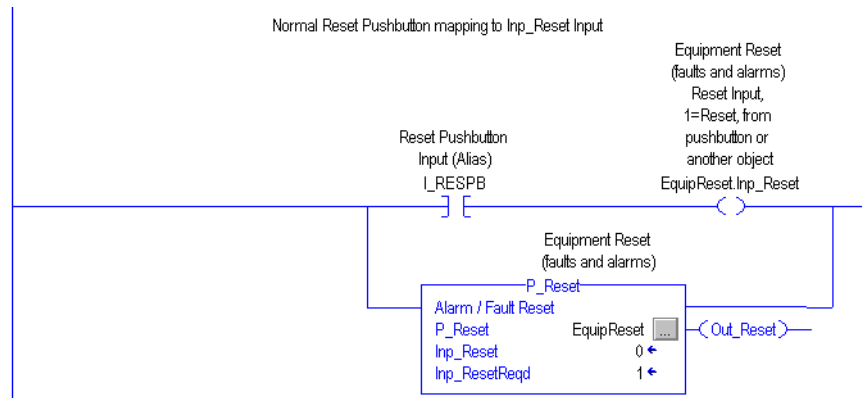 Normal Reset Pushbutton mapping to Inp_Reset Input
Equipment Reset
(faults and alarms)
Reset Input,
1=Reset, from
pushbutton or
another object
EquipReset.Inp_Reset
Reset Pushbutton
Input (Alias)
I_RESPB
Equipment Reset
(faults and alarms)
P_Reset
Alarm / Fault Reset
P_Reset EquipReset ...
Inp_Reset 0
Inp_ResetReqd 1
Out_Reset